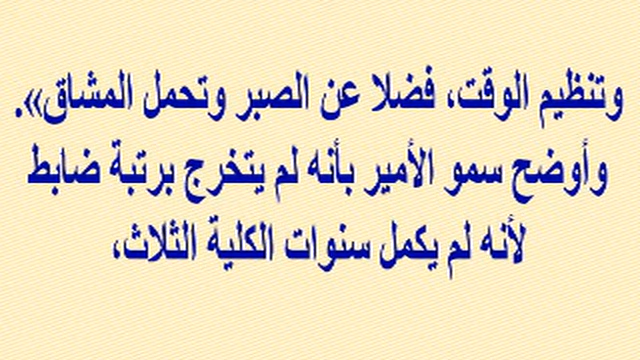 وتنظيم الوقت، فضلا عن الصبر وتحمل المشاق».
وأوضح سمو الأمير بأنه لم يتخرج برتبة ضابط
لأنه لم يكمل سنوات الكلية الثلاث،